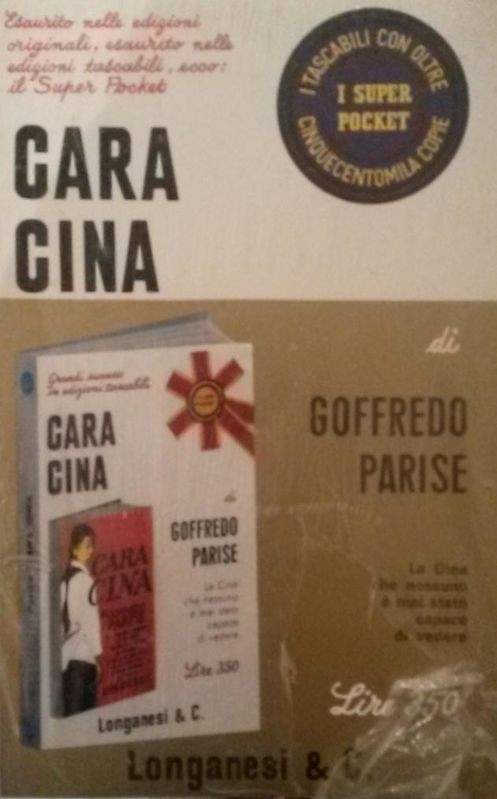 Esaurito nelle edizioni
originali, esaurito nelle
edizioni tascabili, ecco:
il Super Pocket
I TASCABILI CON OLTRE
I SUPER
POCKET
CINQUECENTOMILA COPIE
CARA
CINA
di
GOFFREDO
PARISE
La Cina
che nessuno
è mai stato
capace
di vedere
Lire 350
Longanesi & C.
Grandi successi
in edizioni tascabili
CARA
CINA
di
GOFFREDO
PARISE
La Cina
che nessuno
è mai stato
capace
di vedere
Lire 350
Longanesi & C.
CARA
CINA